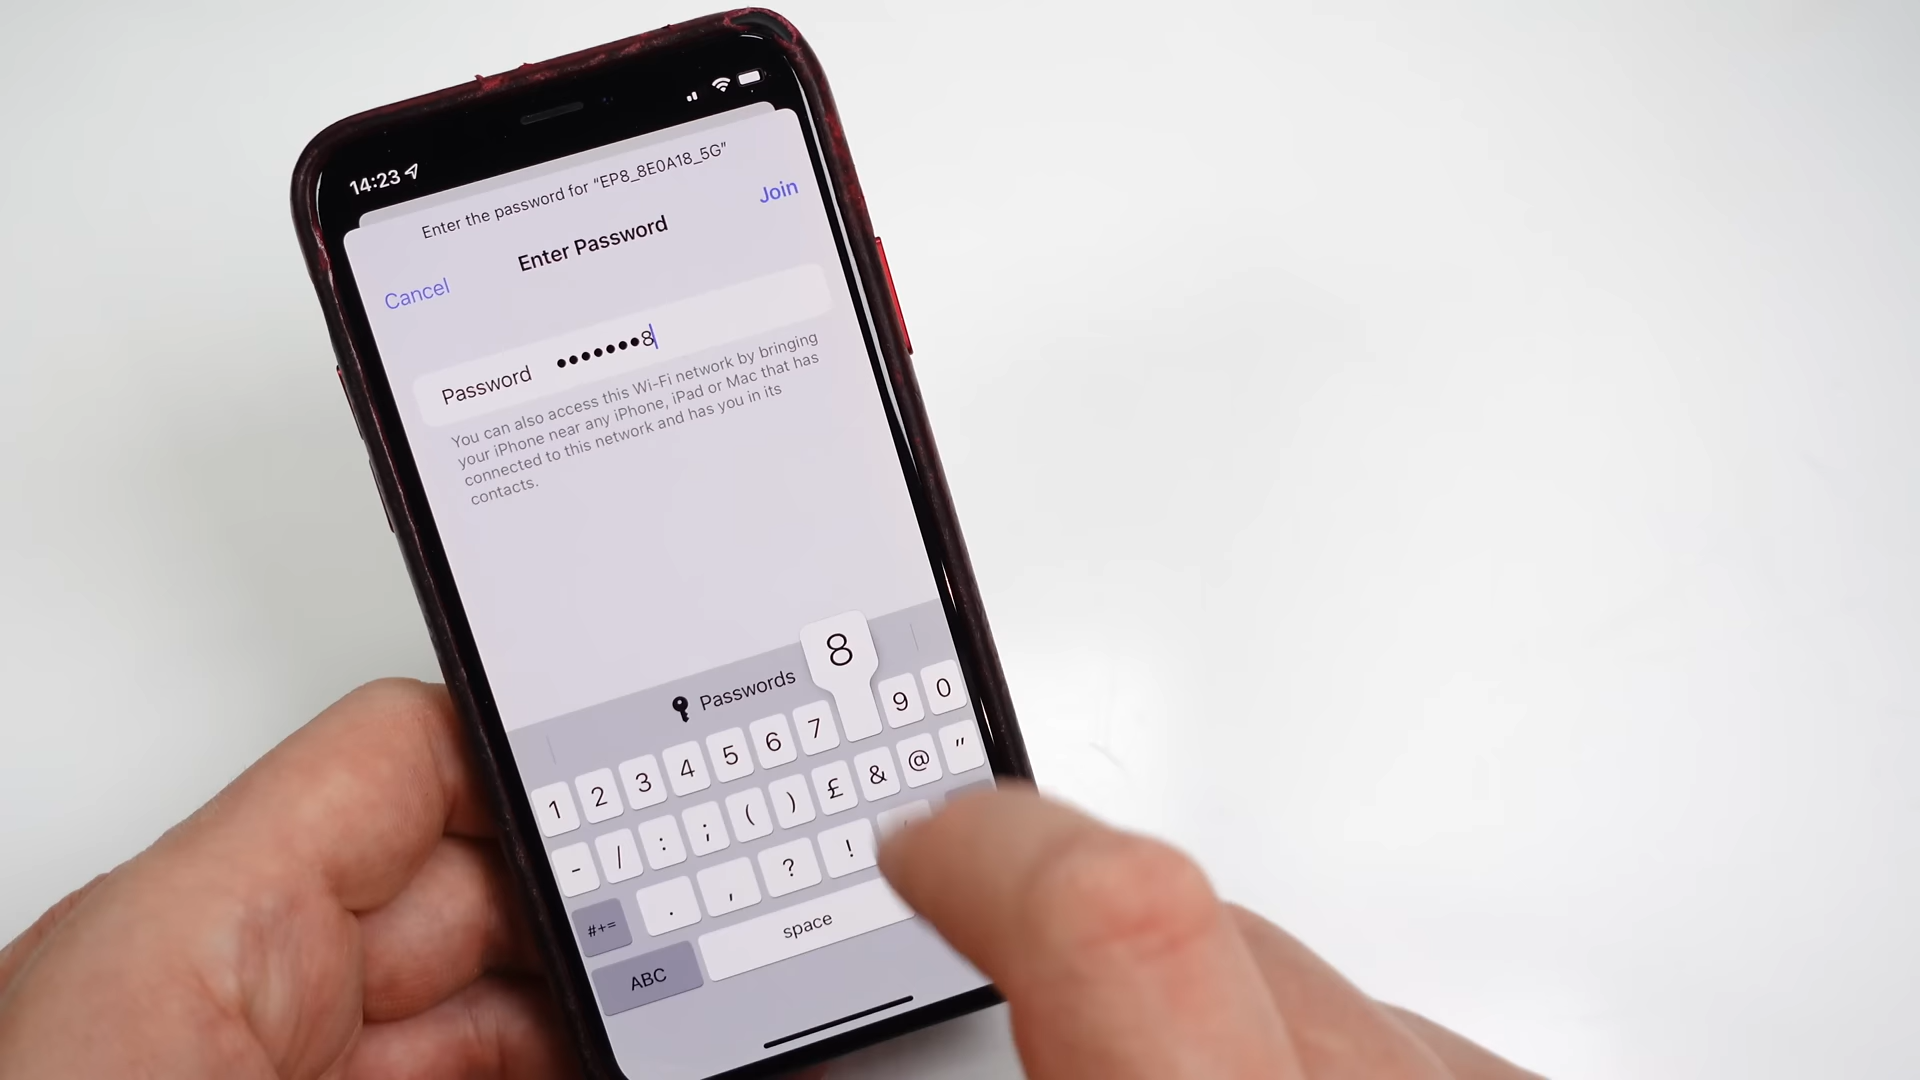 14:23
Enter the password for “EP8_8E0A18_5G”
Cancel
Enter Password
Join
Password •••••••8
You can also access this Wi-Fi network by bringing
your iPhone near any iPhone, iPad or Mac that has
connected to this network and has you in its
contacts.
Passwords
8
1 2 3 4 5 6 7 9 0
- / : ; ( ) £ & @ "
#+= . , ? !
ABC space